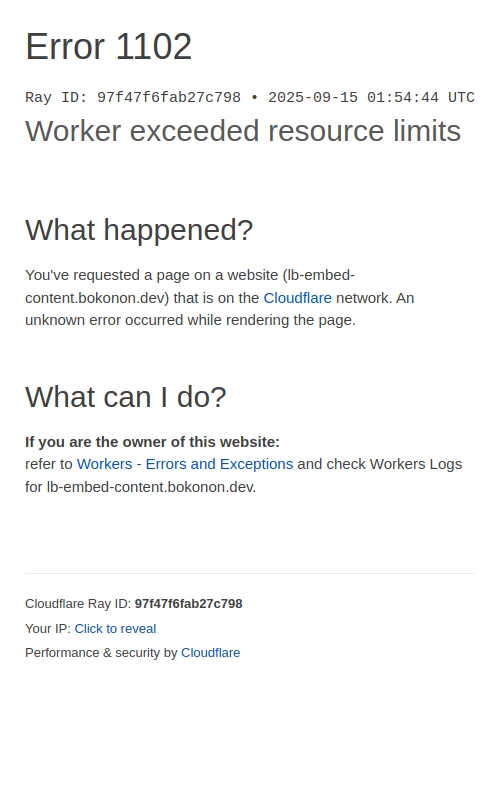 Error 1102
Ray ID: 97f47f6fab27c798 • 2025-09-15 01:54:44 UTC
Worker exceeded resource limits
What happened?
You've requested a page on a website (lb-embed-
content.bokonon.dev) that is on the Cloudflare network. An
unknown error occurred while rendering the page.
What can I do?
If you are the owner of this website:
refer to Workers - Errors and Exceptions and check Workers Logs
for lb-embed-content.bokonon.dev.
Cloudflare Ray ID: 97f47f6fab27c798
Your IP: Click to reveal
Performance & security by Cloudflare